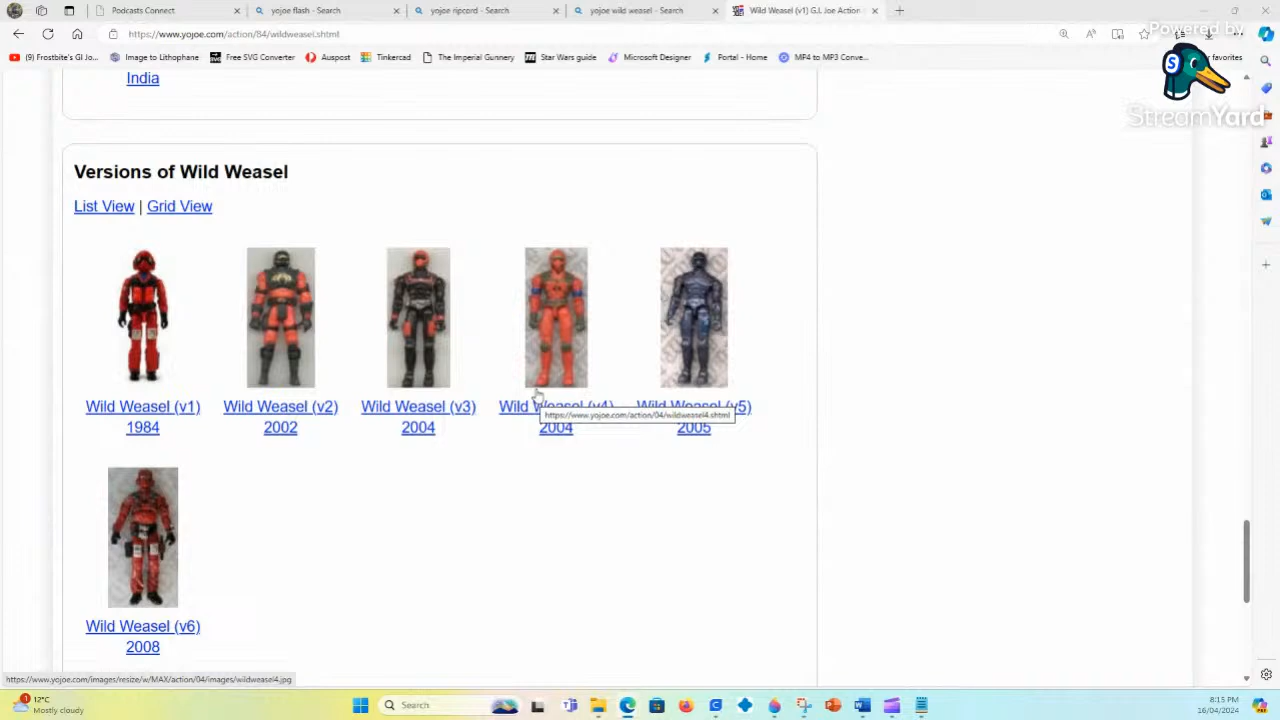 Podcasts Connect
yojoe flash - Search
yojoe ripcord - Search
yojoe wild weasel - Search
Wild Weasel (v1) G.I. Joe Action
https://www.yojoe.com/action/84/wildweasel.shtml
Powered by
(9) Frostbite's GI Jo...
Image to Lithophane
Free SVG Converter
Auspost
Tinkercad
The Imperial Gunnery
Star Wars guide
Microsoft Designer
Portal - Home
MP4 to MP3 Conve...
favorites
StreamYard
India
Versions of Wild Weasel
List View | Grid View
Wild Weasel (v1)
1984
Wild Weasel (v2)
2002
Wild Weasel (v3)
2004
Wild Weasel (v4)
2004
Wild Weasel (v5)
2005
https://www.yojoe.com/action/04/wildweasel4.shtml
Wild Weasel (v6)
2008
https://www.yojoe.com/images/resize/w/MAX/action/04/images/wildweasel4.jpg
1
12°C
Mostly cloudy
Search
8:15 PM
16/04/2024